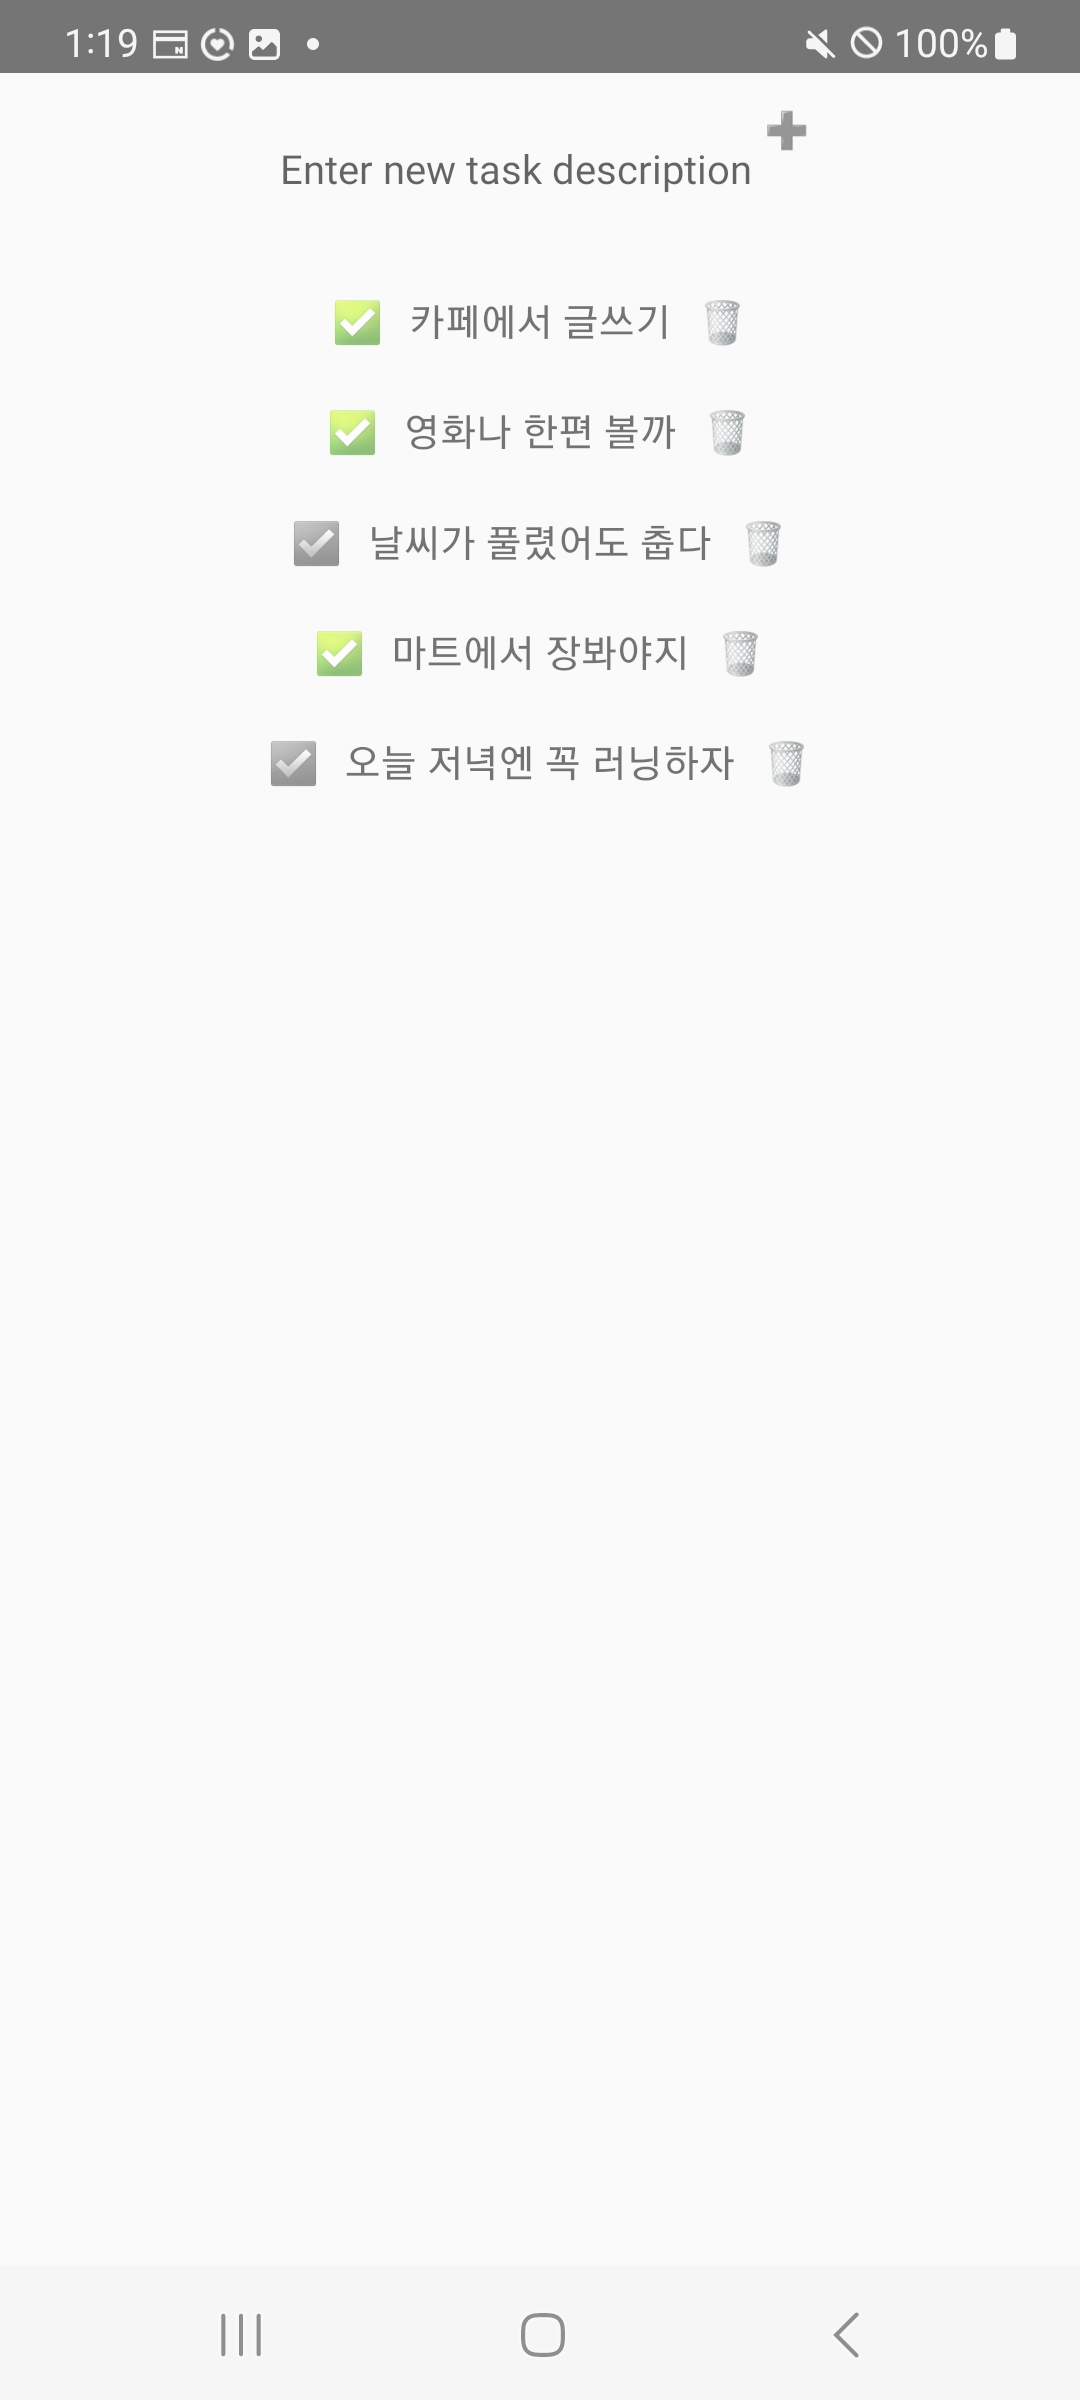 1:19 100%
Enter new task description
카페에서 글쓰기
영화나 한편 볼까
날씨가 풀렸어도 춥다
마트에서 장봐야지
오늘 저녁엔 꼭 러닝하자